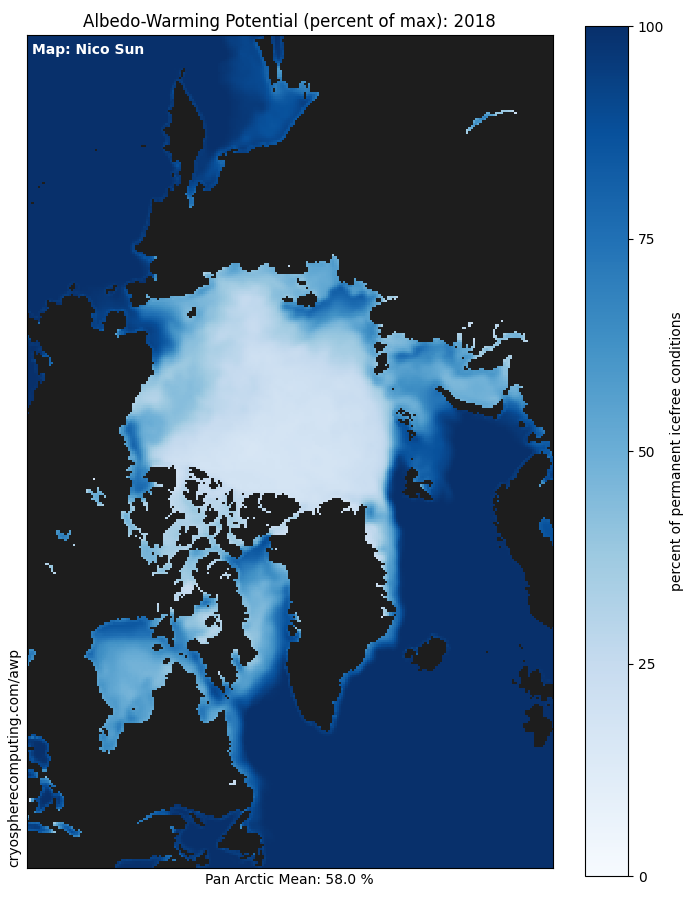 Albedo-Warming Potential (percent of max): 2018
Map: Nico Sun
100
75
50
25
0
percent of permanent icefree conditions
cryospherecomputing.com/awp
Pan Arctic Mean: 58.0 %